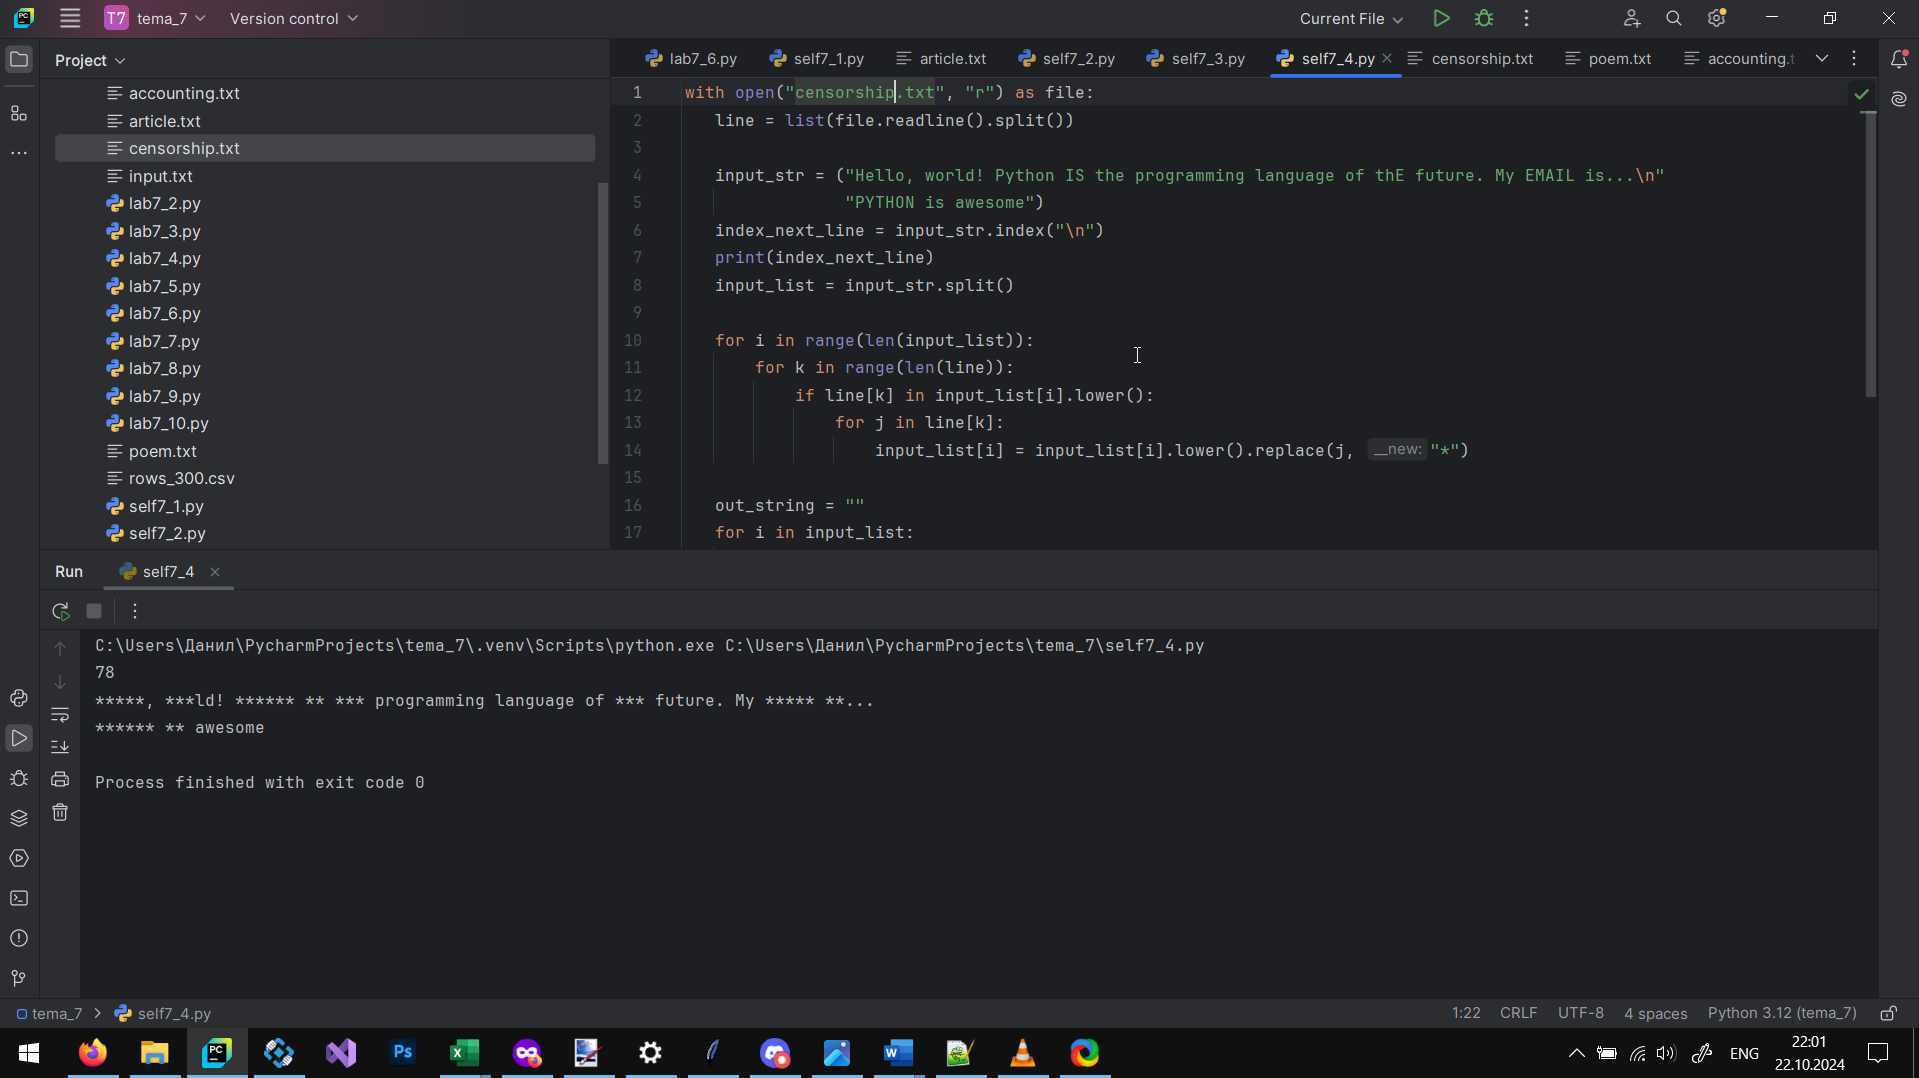 T7 tema_7 Version control Current File
Project
lab7_6.py self7_1.py article.txt self7_2.py self7_3.py self7_4.py censorship.txt poem.txt accounting.t
accounting.txt
article.txt
censorship.txt
input.txt
lab7_2.py
lab7_3.py
lab7_4.py
lab7_5.py
lab7_6.py
lab7_7.py
lab7_8.py
lab7_9.py
lab7_10.py
poem.txt
rows_300.csv
self7_1.py
self7_2.py
1 with open("censorship.txt", "r") as file:
2 line = list(file.readline().split())
3
4 input_str = ("Hello, world! Python IS the programming language of thE future. My EMAIL is...\n"
5 "PYTHON is awesome")
6 index_next_line = input_str.index("\n")
7 print(index_next_line)
8 input_list = input_str.split()
9
10 for i in range(len(input_list)):
11 for k in range(len(line)):
12 if line[k] in input_list[i].lower():
13 for j in line[k]:
14 input_list[i] = input_list[i].lower().replace(j, __new: "*")
15
16 out_string = ""
17 for i in input_list:
Run self7_4
C:\Users\Данил\PycharmProjects\tema_7\.venv\Scripts\python.exe C:\Users\Данил\PycharmProjects\tema_7\self7_4.py
78
*****, ***ld! ****** ** *** programming language of *** future. My ***** **...
****** ** awesome
Process finished with exit code 0
tema_7 > self7_4.py 1:22 CRLF UTF-8 4 spaces Python 3.12 (tema_7)
ENG 22:01
22.10.2024